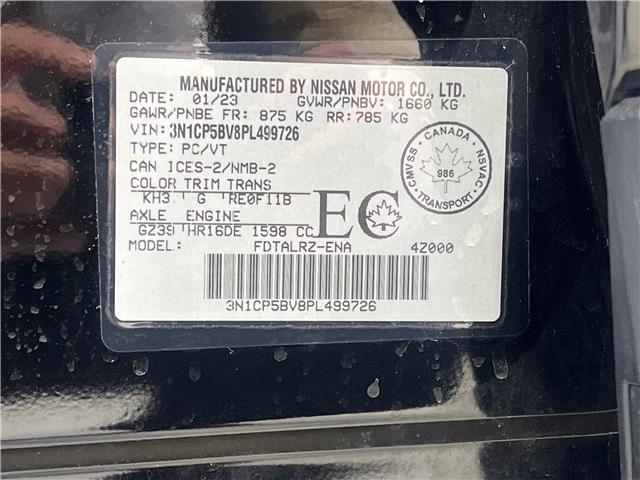 MANUFACTURED BY NISSAN MOTOR CO., LTD.
DATE: 01/23 GVWR/PNBV: 1660 KG
GAWR/PNBE FR: 875 KG RR: 785 KG
VIN: 3N1CP5BV8PL499726
TYPE: PC/VT
CAN ICES-2/NMB-2
COLOR TRIM TRANS
KH3 G RE0F11B
AXLE ENGINE
GZ39 HR16DE 1598 CC
EC
MODEL: FDTALRZ-ENA 4Z000
3N1CP5BV8PL499726
CANADA
CMVSS
NSVAC
986
TRANSPORT